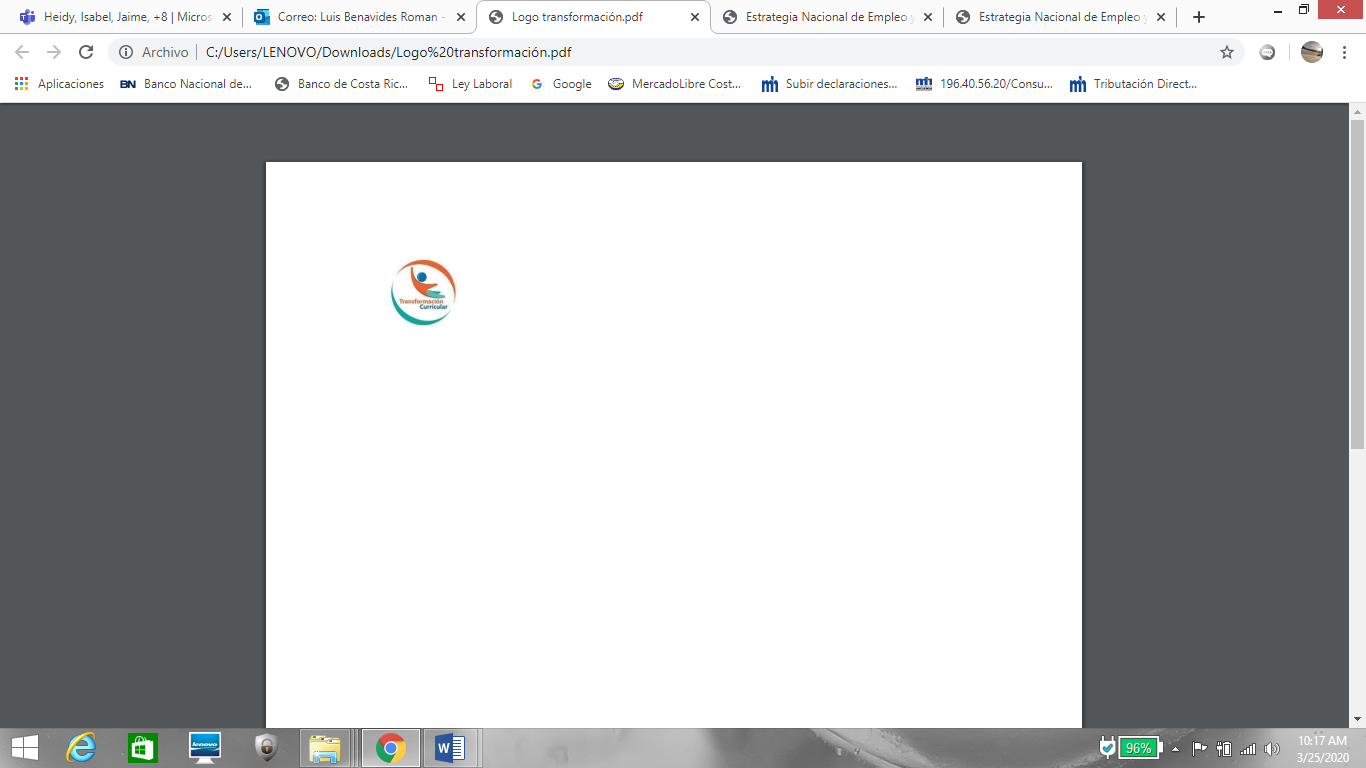 Heidy, Isabel, Jaime, +8 | Micros
Correo: Luis Benavides Roman -
Logo transformación.pdf
Estrategia Nacional de Empleo y
Estrategia Nacional de Empleo y
Archivo
C:/Users/LENOVO/Downloads/Logo%20transformación.pdf
Aplicaciones
BN Banco Nacional de...
Banco de Costa Ric...
Ley Laboral
G Google
MercadoLibre Cost...
Subir declaraciones...
196.40.56.20/Consu...
Tributación Direct...
Transformación
Curricular
lenovo
96%
10:17 AM
3/25/2020